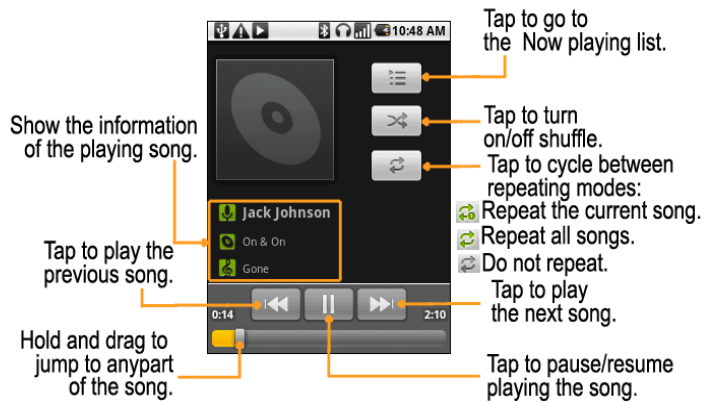 Tap to go to
the Now playing list.
10:48 AM
Show the information
of the playing song.
Tap to turn
on/off shuffle.
Tap to cycle between
repeating modes:
Repeat the current song.
Repeat all songs.
Do not repeat.
Jack Johnson
On & On
Gone
Tap to play the
previous song.
Tap to play
the next song.
0:14
2:10
Hold and drag to
jump to anypart
of the song.
Tap to pause/resume
playing the song.